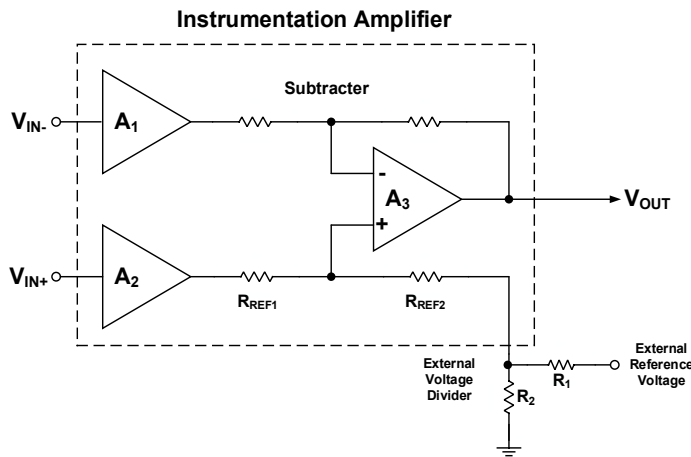 Instrumentation Amplifier
Subtracter
VIN-
A1
-
A3
+
VOUT
VIN+
A2
RREF1
RREF2
External
Voltage
Divider
R1
R2
External
Reference
Voltage